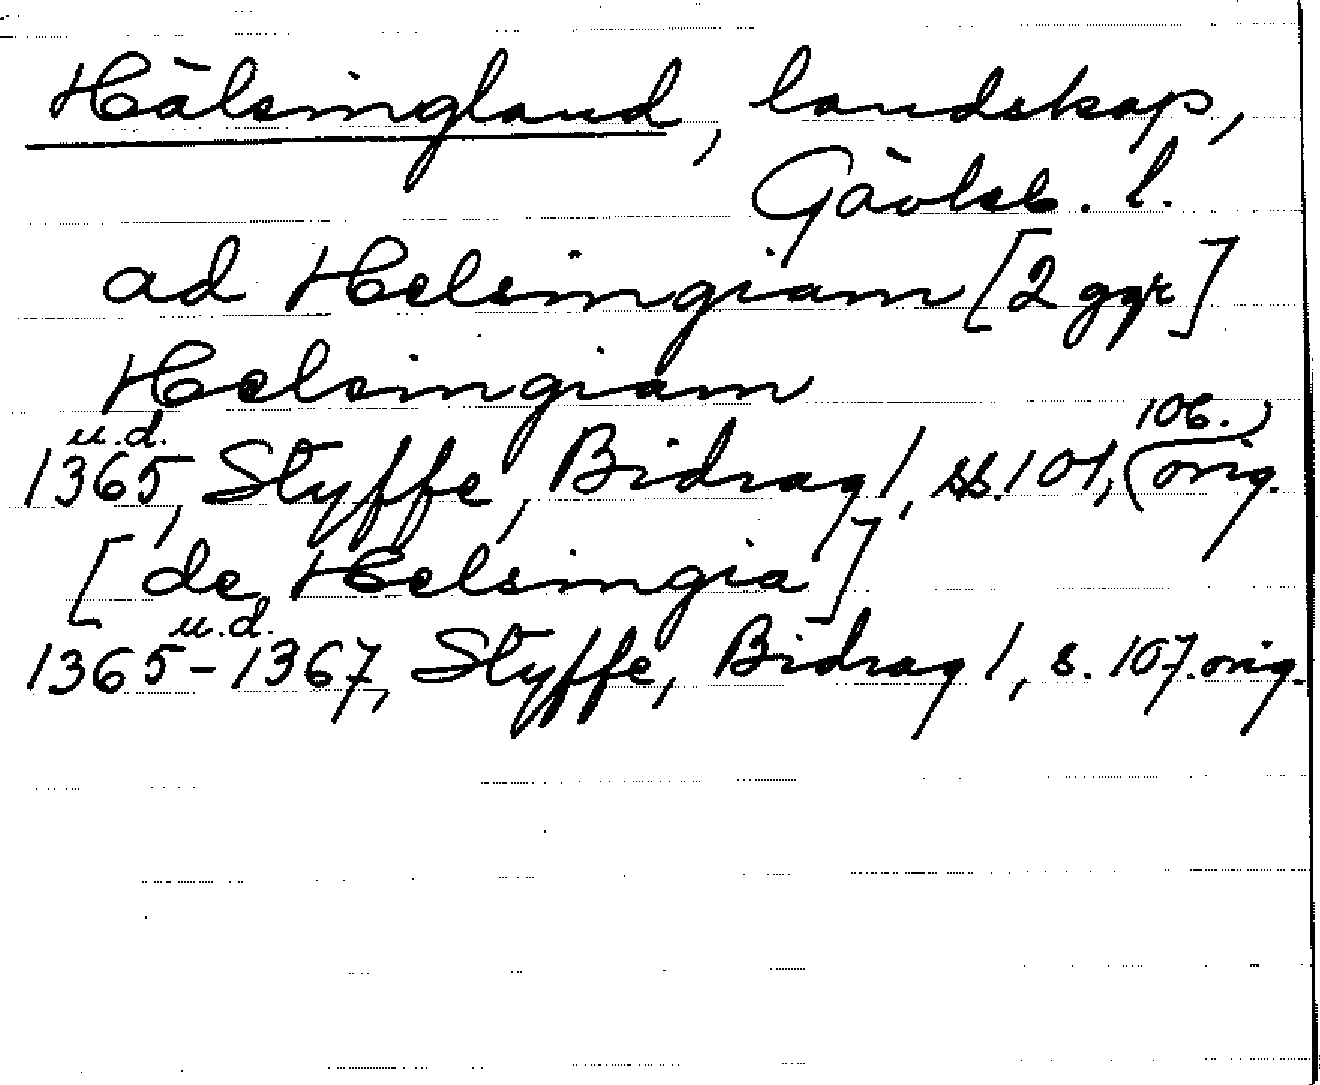 Hälsingland, landskap,
Gävleb. l.
ad Helsingiam [2 ggr]
Helsingiam
u.d. 106.
1365, Styffe, Bidrag 1, ss. 101, orig.
[de Helsingia]
u.d.
1365-1367, Styffe, Bidrag 1, s. 107. orig.